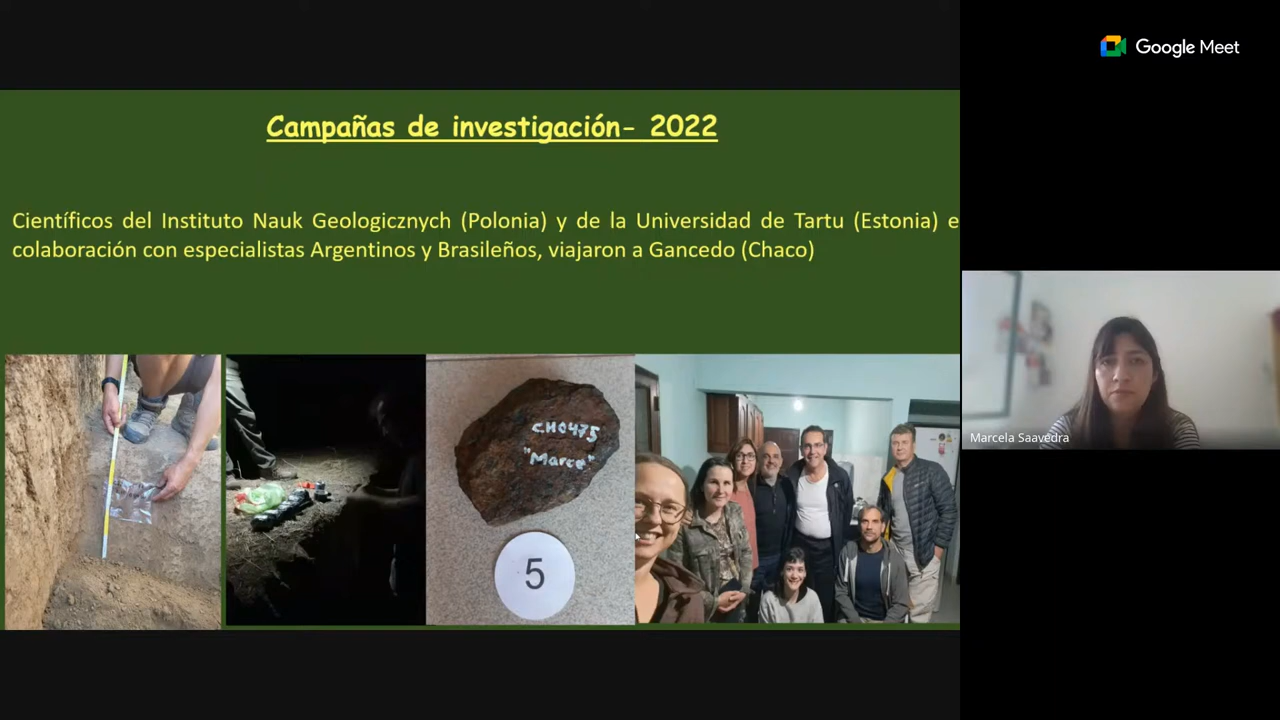 Google Meet
Campañas de investigación- 2022
Científicos del Instituto Nauk Geologicznych (Polonia) y de la Universidad de Tartu (Estonia) e
colaboración con especialistas Argentinos y Brasileños, viajaron a Gancedo (Chaco)
CH0475
"Marce"
5
Marcela Saavedra